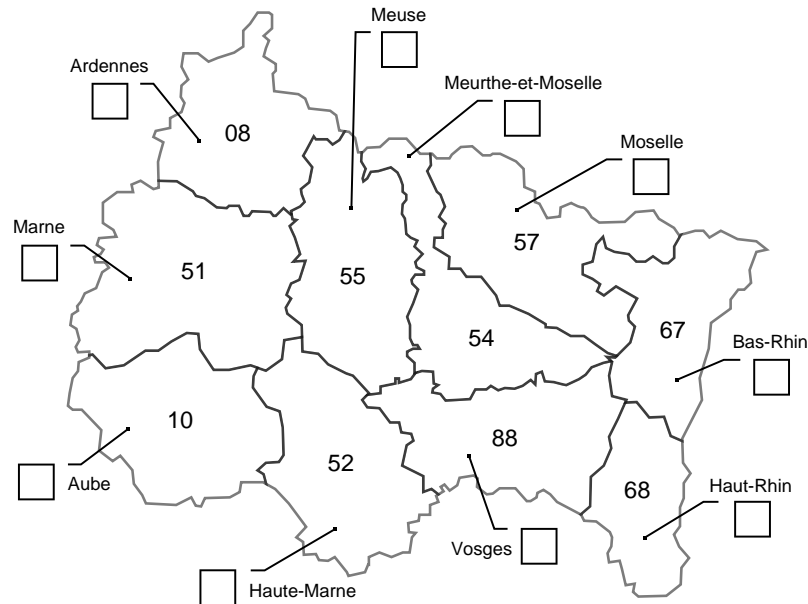 Meuse
Ardennes
Meurthe-et-Moselle
08
Moselle
Marne
57
51
55
67
54
Bas-Rhin
10
88
52
Aube
68
Haut-Rhin
Vosges
Haute-Marne